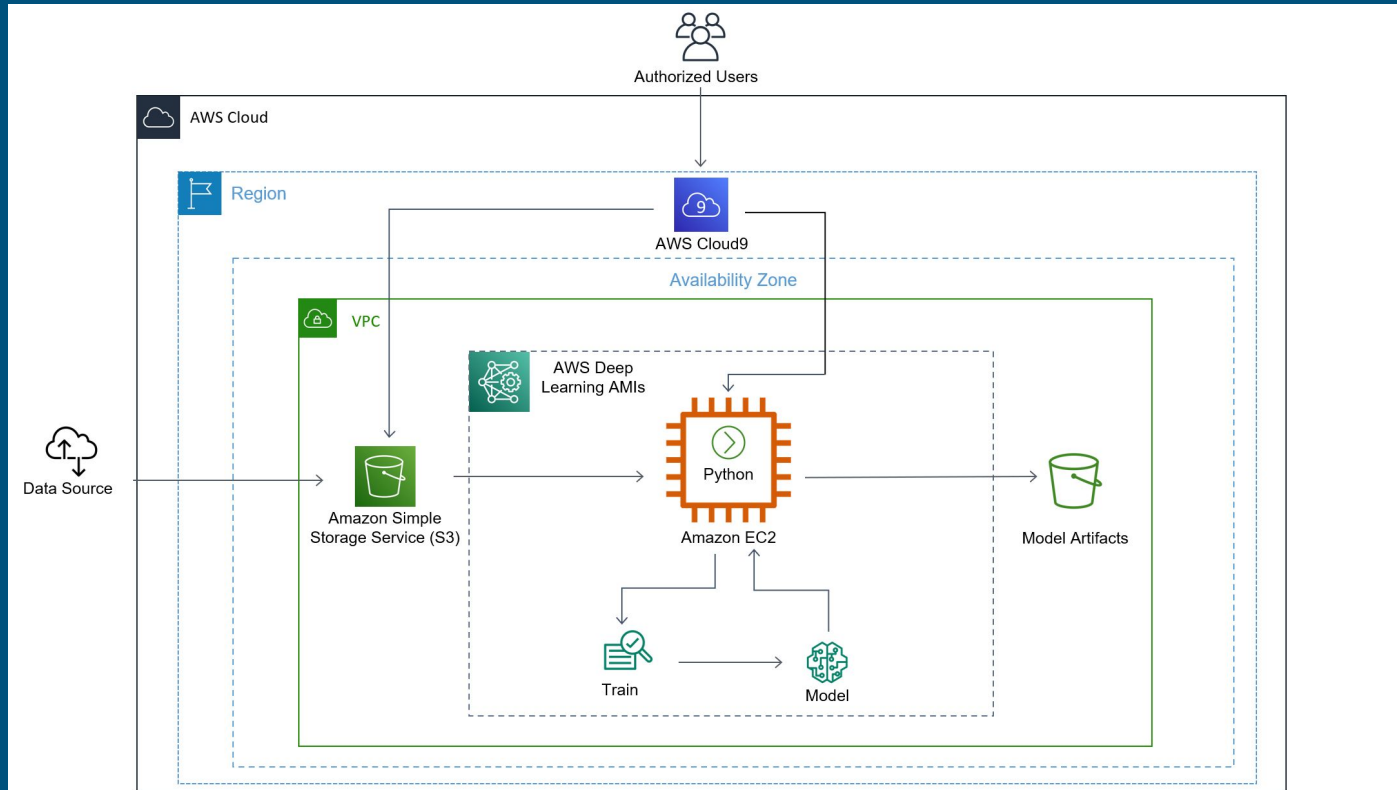 Authorized Users
AWS Cloud
Region
9
AWS Cloud9
Availability Zone
VPC
AWS Deep
Learning AMIs
Python
Data Source
Amazon Simple
Storage Service (S3)
Amazon EC2
Model Artifacts
Train
Model